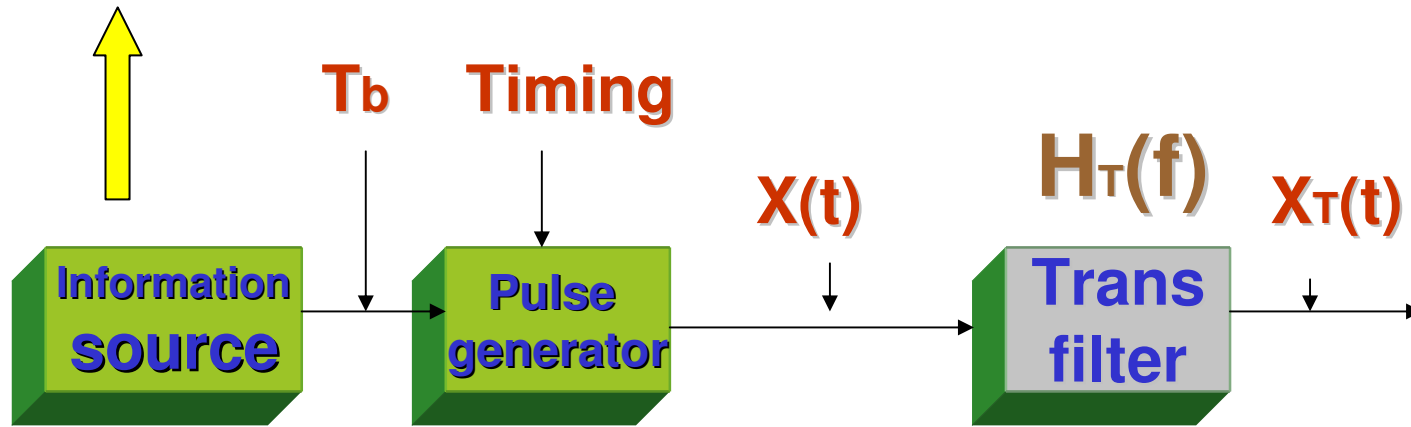 Tb Timing
HT(f)
X(t) XT(t)
Information
source
Pulse
generator
Trans
filter